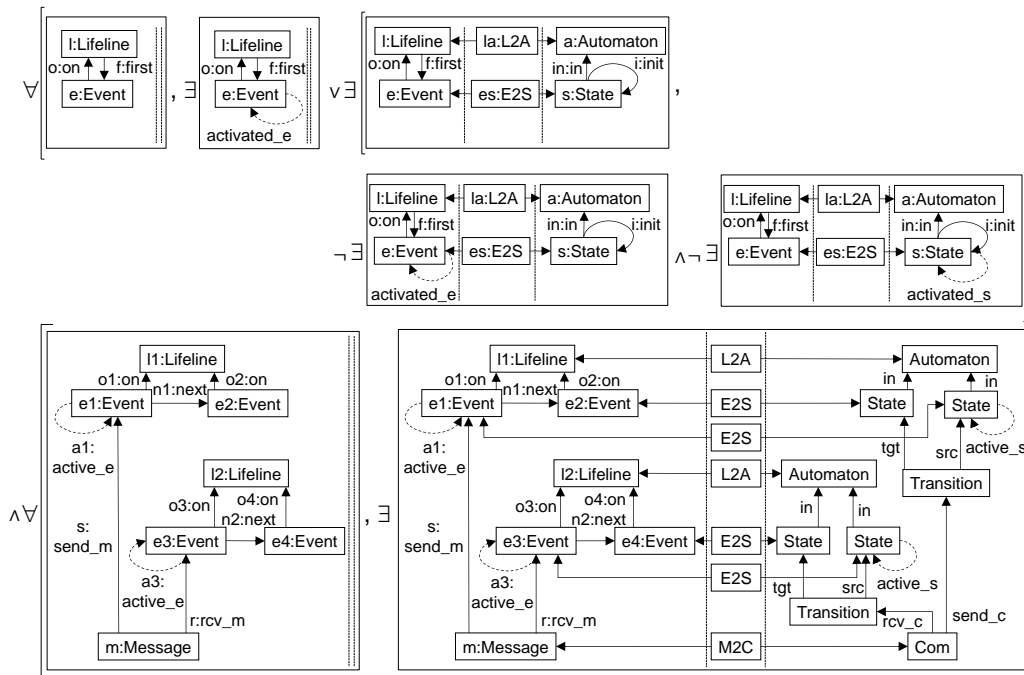 ∀
l:Lifeline
o:on f:first
e:Event
, ∃
l:Lifeline
o:on f:first
e:Event
activated_e
∨ ∃
l:Lifeline la:L2A a:Automaton
o:on f:first in:in i:init
e:Event es:E2S s:State
,
¬ ∃
l:Lifeline la:L2A a:Automaton
o:on f:first in:in i:init
e:Event es:E2S s:State
activated_e
∧ ¬ ∃
l:Lifeline la:L2A a:Automaton
o:on f:first in:in i:init
e:Event es:E2S s:State
activated_s
∧ ∀
l1:Lifeline
o1:on n1:next o2:on
e1:Event e2:Event
a1:
active_e
l2:Lifeline
o3:on o4:on
n2:next
s:
send_m
e3:Event e4:Event
a3:
active_e
r:rcv_m
m:Message
, ∃
l1:Lifeline L2A Automaton
o1:on n1:next o2:on in in
e1:Event e2:Event E2S State State
E2S
a1:
active_e
active_s
tgt src
l2:Lifeline L2A Automaton Transition
o3:on o4:on
n2:next
in in
s:
send_m
e3:Event e4:Event E2S State State
E2S
a3:
active_e
active_s
tgt src
Transition
r:rcv_m
rcv_c send_c
m:Message M2C Com